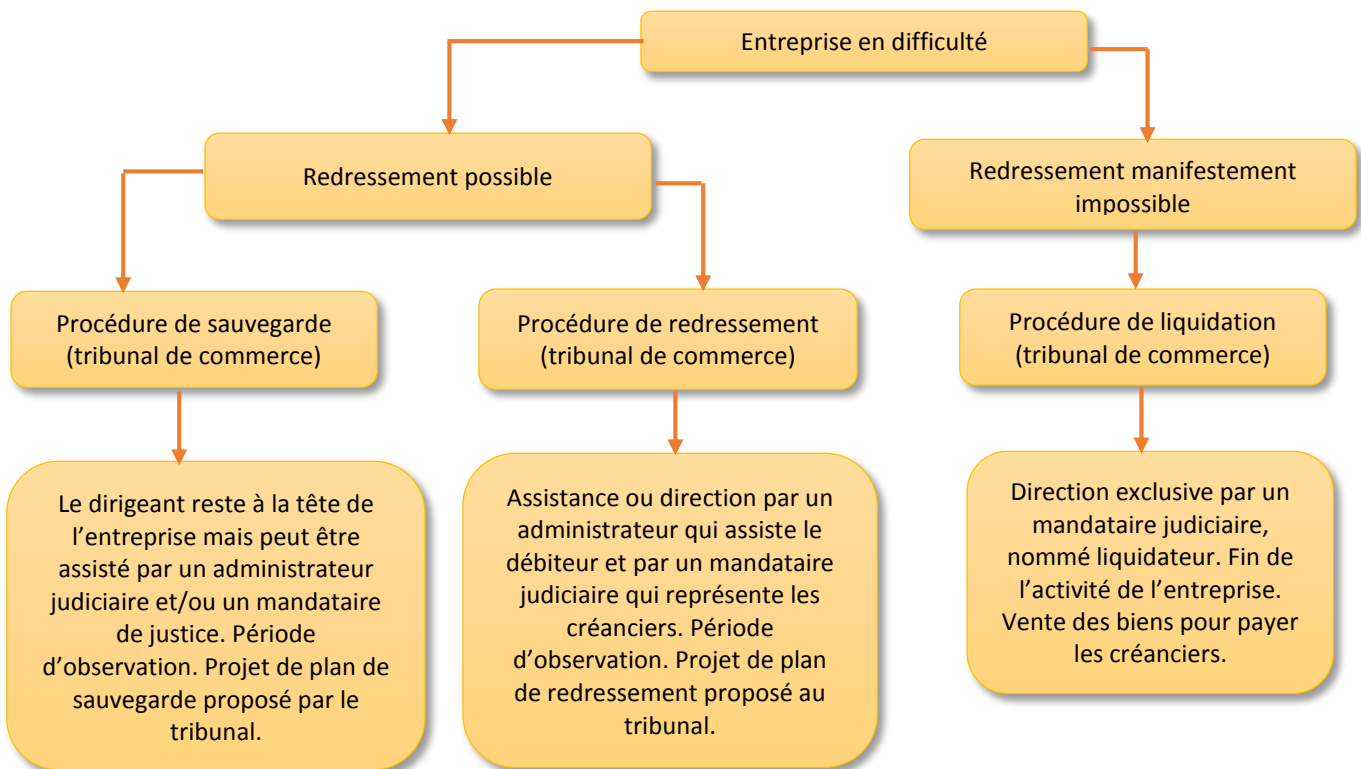 Entreprise en difficulté
Redressement possible
Redressement manifestement
impossible
Procédure de sauvegarde
(tribunal de commerce)
Procédure de redressement
(tribunal de commerce)
Procédure de liquidation
(tribunal de commerce)
Le dirigeant reste à la tête de
l’entreprise mais peut être
assisté par un administrateur
judiciaire et/ou un mandataire
de justice. Période
d’observation. Projet de plan de
sauvegarde proposé par le
tribunal.
Assistance ou direction par un
administrateur qui assiste le
débiteur et par un mandataire
judiciaire qui représente les
créanciers. Période
d’observation. Projet de plan
de redressement proposé au
tribunal.
Direction exclusive par un
mandataire judiciaire,
nommé liquidateur. Fin de
l’activité de l’entreprise.
Vente des biens pour payer
les créanciers.